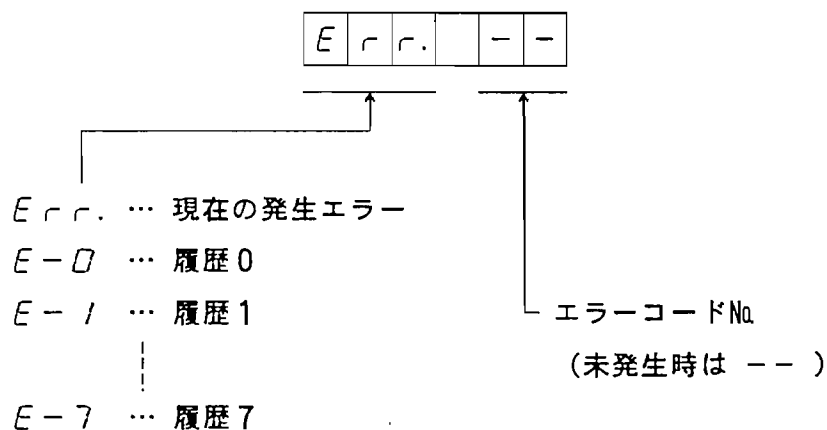 Err. --
Err. … 現在の発生エラー
E-0 … 履歴0
E-1 … 履歴1
エラーコードNo.
(未発生時は -- )
E-7 … 履歴7